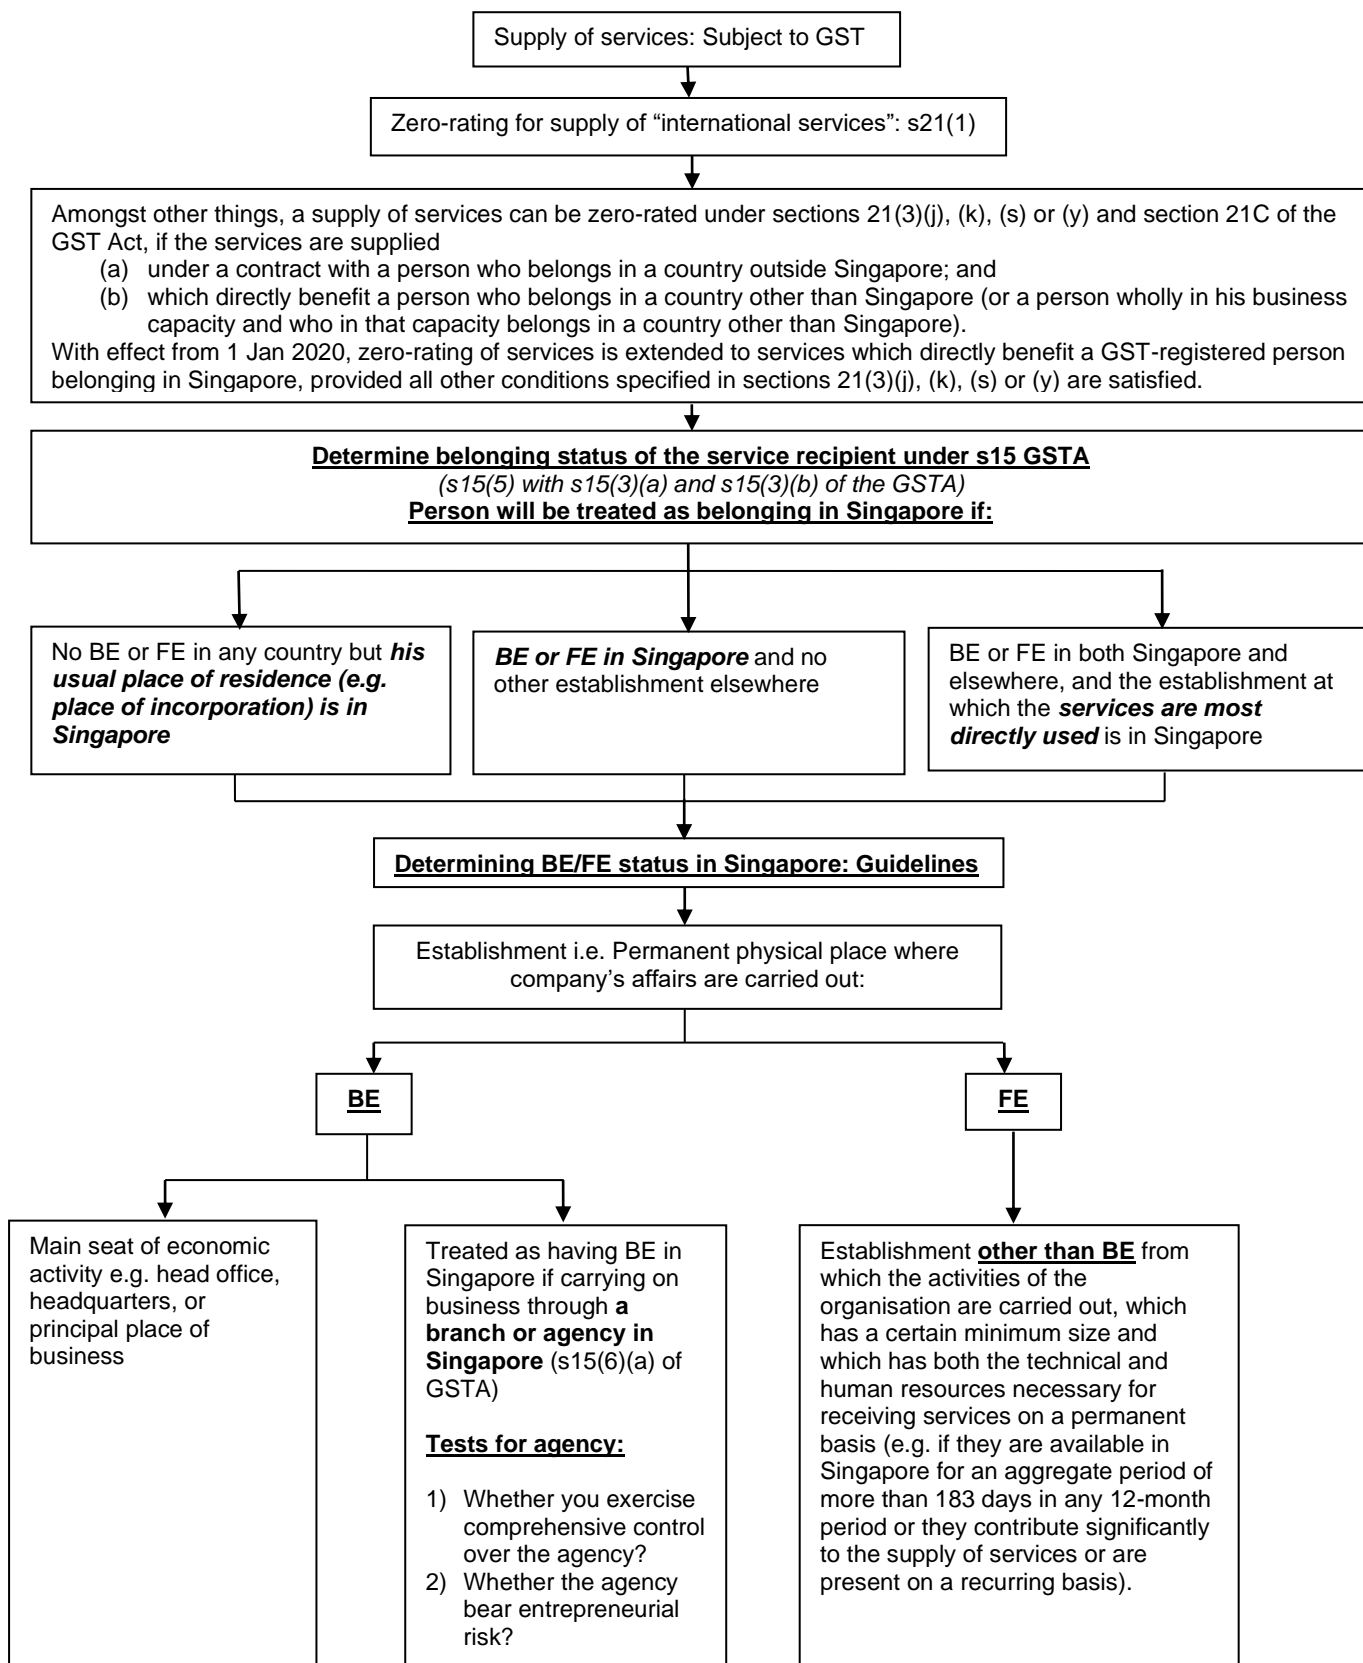 Supply of services: Subject to GST
Zero-rating for supply of “international services”: s21(1)
Amongst other things, a supply of services can be zero-rated under sections 21(3)(j), (k), (s) or (y) and section 21C of the
GST Act, if the services are supplied
(a) under a contract with a person who belongs in a country outside Singapore; and
(b) which directly benefit a person who belongs in a country other than Singapore (or a person wholly in his business
capacity and who in that capacity belongs in a country other than Singapore).
With effect from 1 Jan 2020, zero-rating of services is extended to services which directly benefit a GST-registered person
belonging in Singapore, provided all other conditions specified in sections 21(3)(j), (k), (s) or (y) are satisfied.
Determine belonging status of the service recipient under s15 GSTA
(s15(5) with s15(3)(a) and s15(3)(b) of the GSTA)
Person will be treated as belonging in Singapore if:
No BE or FE in any country but his
usual place of residence (e.g.
place of incorporation) is in
Singapore
BE or FE in Singapore and no
other establishment elsewhere
BE or FE in both Singapore and
elsewhere, and the establishment at
which the services are most
directly used is in Singapore
Determining BE/FE status in Singapore: Guidelines
Establishment i.e. Permanent physical place where
company’s affairs are carried out:
BE
FE
Main seat of economic
activity e.g. head office,
headquarters, or
principal place of
business
Treated as having BE in
Singapore if carrying on
business through a
branch or agency in
Singapore (s15(6)(a) of
GSTA)
Tests for agency:
1) Whether you exercise
comprehensive control
over the agency?
2) Whether the agency
bear entrepreneurial
risk?
Establishment other than BE from
which the activities of the
organisation are carried out, which
has a certain minimum size and
which has both the technical and
human resources necessary for
receiving services on a permanent
basis (e.g. if they are available in
Singapore for an aggregate period of
more than 183 days in any 12-month
period or they contribute significantly
to the supply of services or are
present on a recurring basis).